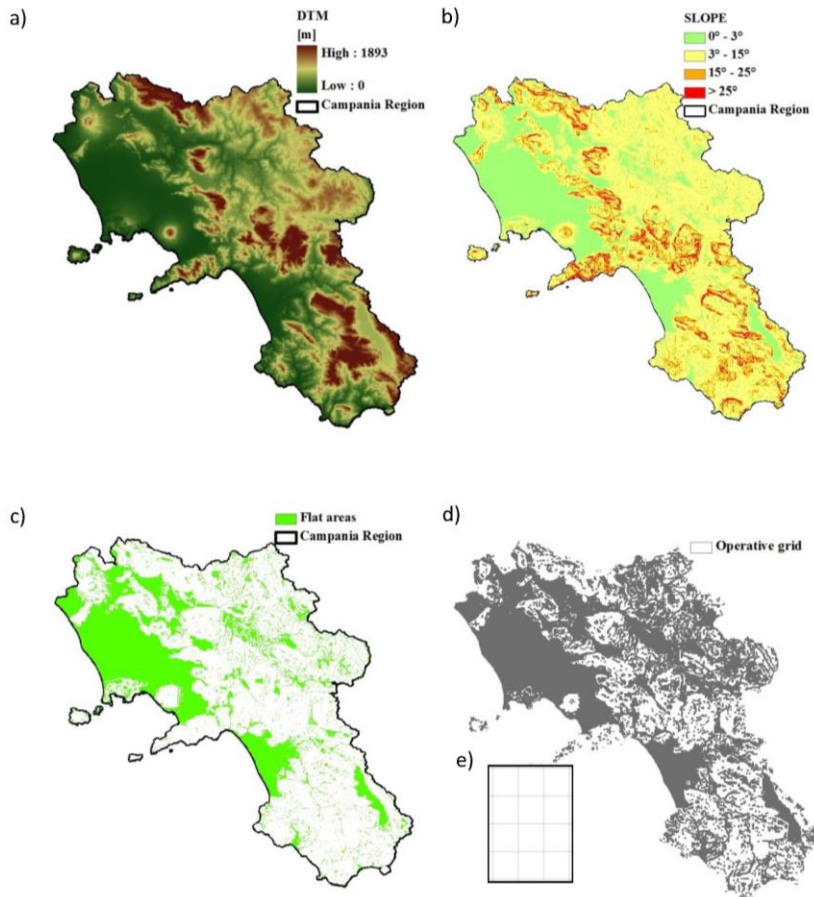 a)
DTM
[m]
High : 1893
Low : 0
Campania Region
b)
SLOPE
0° - 3°
3° - 15°
15° - 25°
> 25°
Campania Region
c)
Flat areas
Campania Region
d)
Operative grid
e)